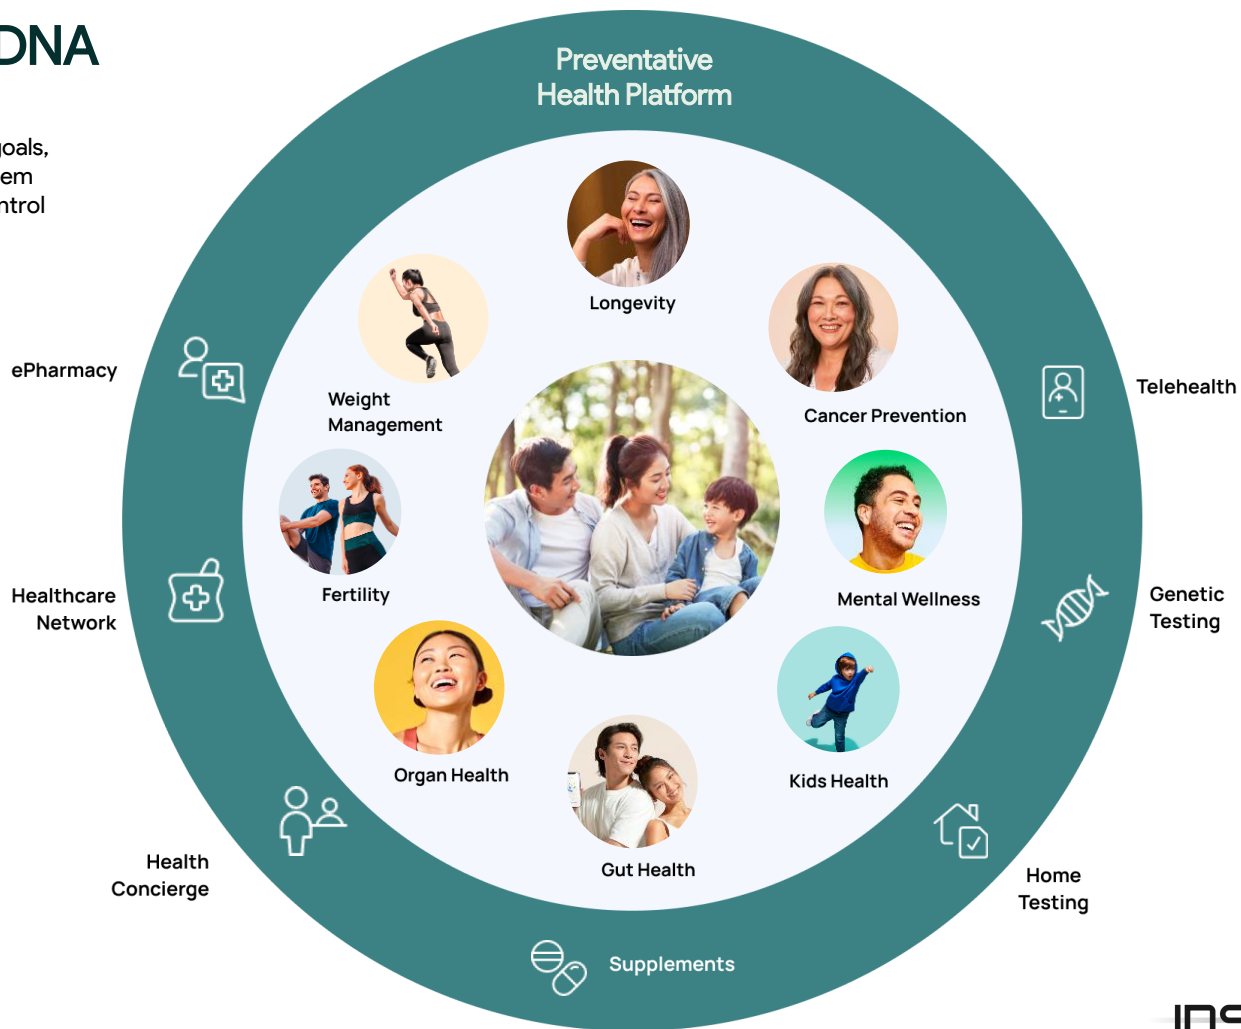 DNA
goals,
em
ntrol
Preventative
Health Platform
Longevity
Weight
Management
Cancer Prevention
ePharmacy
Telehealth
Fertility
Mental Wellness
Healthcare
Network
Genetic
Testing
Organ Health
Kids Health
Gut Health
Health
Concierge
Home
Testing
Supplements